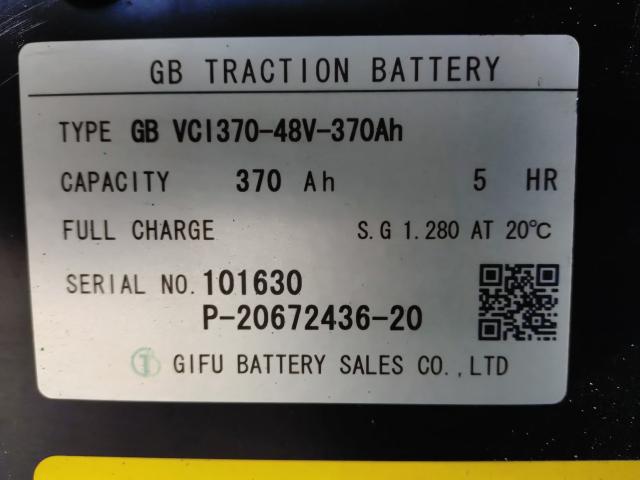 GB TRACTION BATTERY
TYPE GB VCI370-48V-370Ah
CAPACITY 370 Ah 5 HR
FULL CHARGE S.G 1.280 AT 20℃
SERIAL NO. 101630
P-20672436-20
GIFU BATTERY SALES CO.,LTD